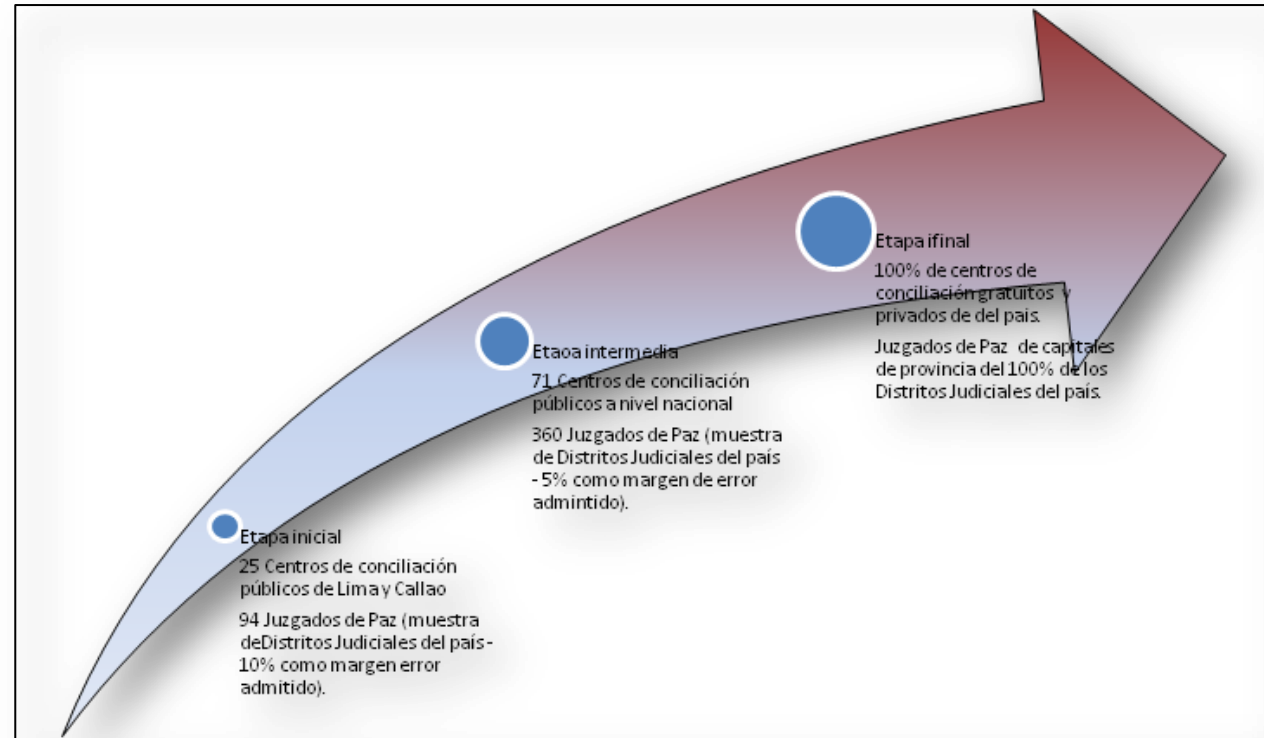 Etapa inicial
25 Centros de conciliación
públicos de Lima y Callao
94 Juzgados de Paz (muestra
deDistritos Judiciales del país -
10% como margen error
admitido).
Etaoa intermedia
71 Centros de conciliación
públicos a nivel nacional
360 Juzgados de Paz (muestra
de Distritos Judiciales del país
- 5% como margen de error
admintido).
Etapa ifinal
100% de centros de
conciliación gratuitos y
privados de del pais.
Juzgados de Paz de capitales
de provincia del 100% de los
Distritos Judiciales del país.